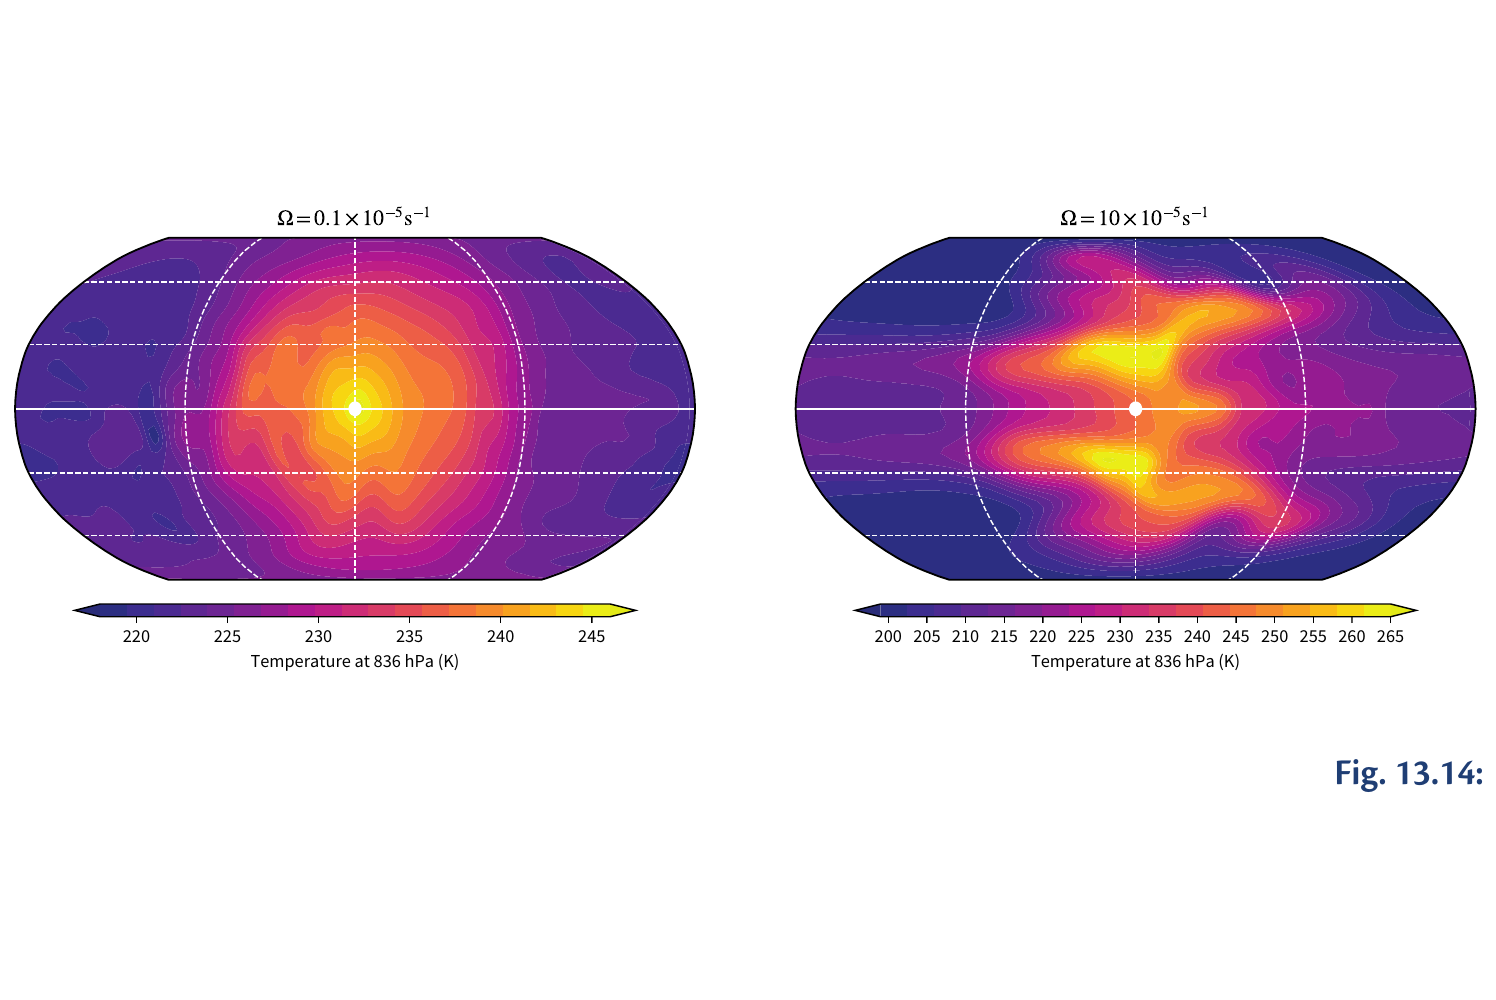 Ω=0.1×10⁻⁵s⁻¹
220 225 230 235 240 245
Temperature at 836 hPa (K)
Ω=10×10⁻⁵s⁻¹
200 205 210 215 220 225 230 235 240 245 250 255 260 265
Temperature at 836 hPa (K)
Fig. 13.14: